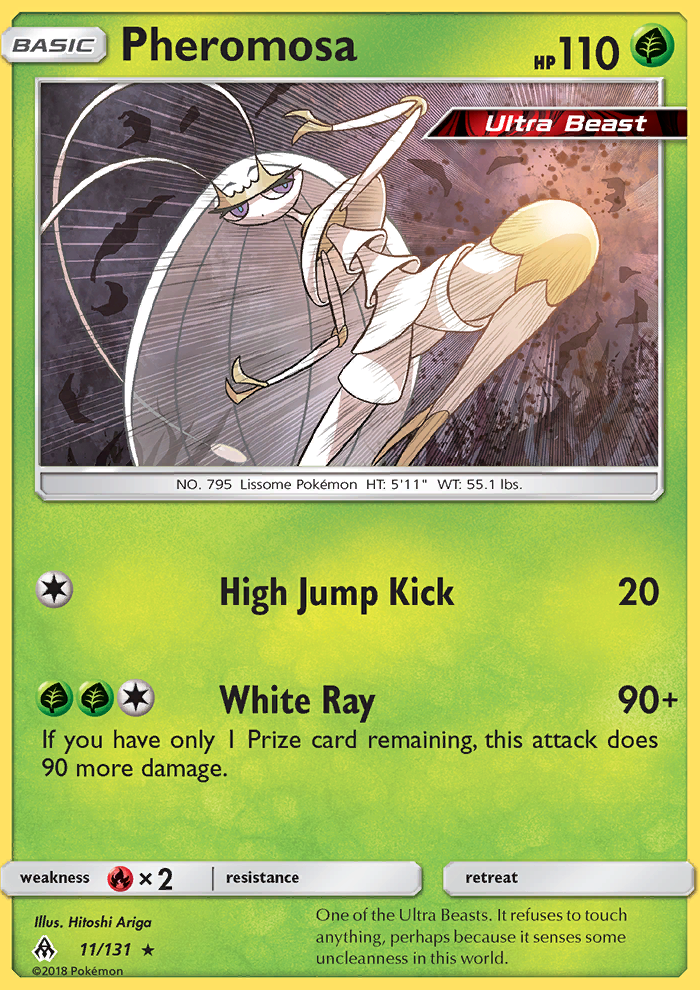 BASIC Pheromosa HP110
Ultra Beast
NO. 795 Lissome Pokémon HT: 5'11" WT: 55.1 lbs.
High Jump Kick 20
White Ray 90+
If you have only 1 Prize card remaining, this attack does
90 more damage.
weakness ×2 resistance retreat
Illus. Hitoshi Ariga
11/131
©2018 Pokémon
One of the Ultra Beasts. It refuses to touch
anything, perhaps because it senses some
uncleanness in this world.